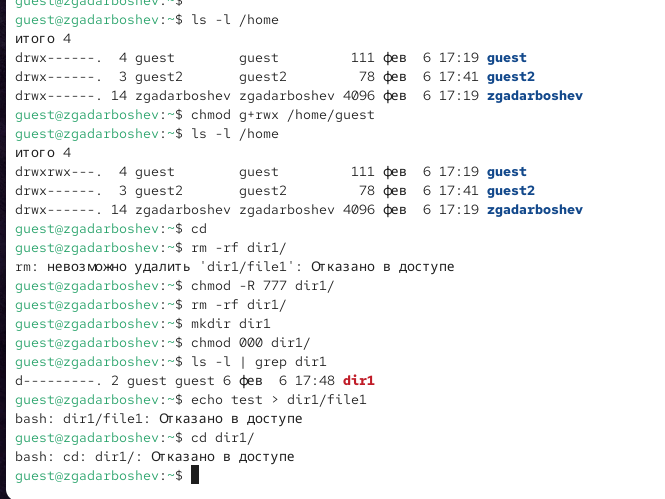 guest@zgadarboshev:~$
guest@zgadarboshev:~$ ls -l /home
итого 4
drwx------.  4 guest        guest         111 фев  6 17:19 guest
drwx------.  3 guest2       guest2         78 фев  6 17:41 guest2
drwx------. 14 zgadarboshev zgadarboshev 4096 фев  6 17:19 zgadarboshev
guest@zgadarboshev:~$ chmod g+rwx /home/guest
guest@zgadarboshev:~$ ls -l /home
итого 4
drwxrwx---.  4 guest        guest         111 фев  6 17:19 guest
drwx------.  3 guest2       guest2         78 фев  6 17:41 guest2
drwx------. 14 zgadarboshev zgadarboshev 4096 фев  6 17:19 zgadarboshev
guest@zgadarboshev:~$ cd
guest@zgadarboshev:~$ rm -rf dir1/
rm: невозможно удалить 'dir1/file1': Отказано в доступе
guest@zgadarboshev:~$ chmod -R 777 dir1/
guest@zgadarboshev:~$ rm -rf dir1/
guest@zgadarboshev:~$ mkdir dir1
guest@zgadarboshev:~$ chmod 000 dir1/
guest@zgadarboshev:~$ ls -l | grep dir1
d---------. 2 guest guest 6 фев  6 17:48 dir1
guest@zgadarboshev:~$ echo test > dir1/file1
bash: dir1/file1: Отказано в доступе
guest@zgadarboshev:~$ cd dir1/
bash: cd: dir1/: Отказано в доступе
guest@zgadarboshev:~$